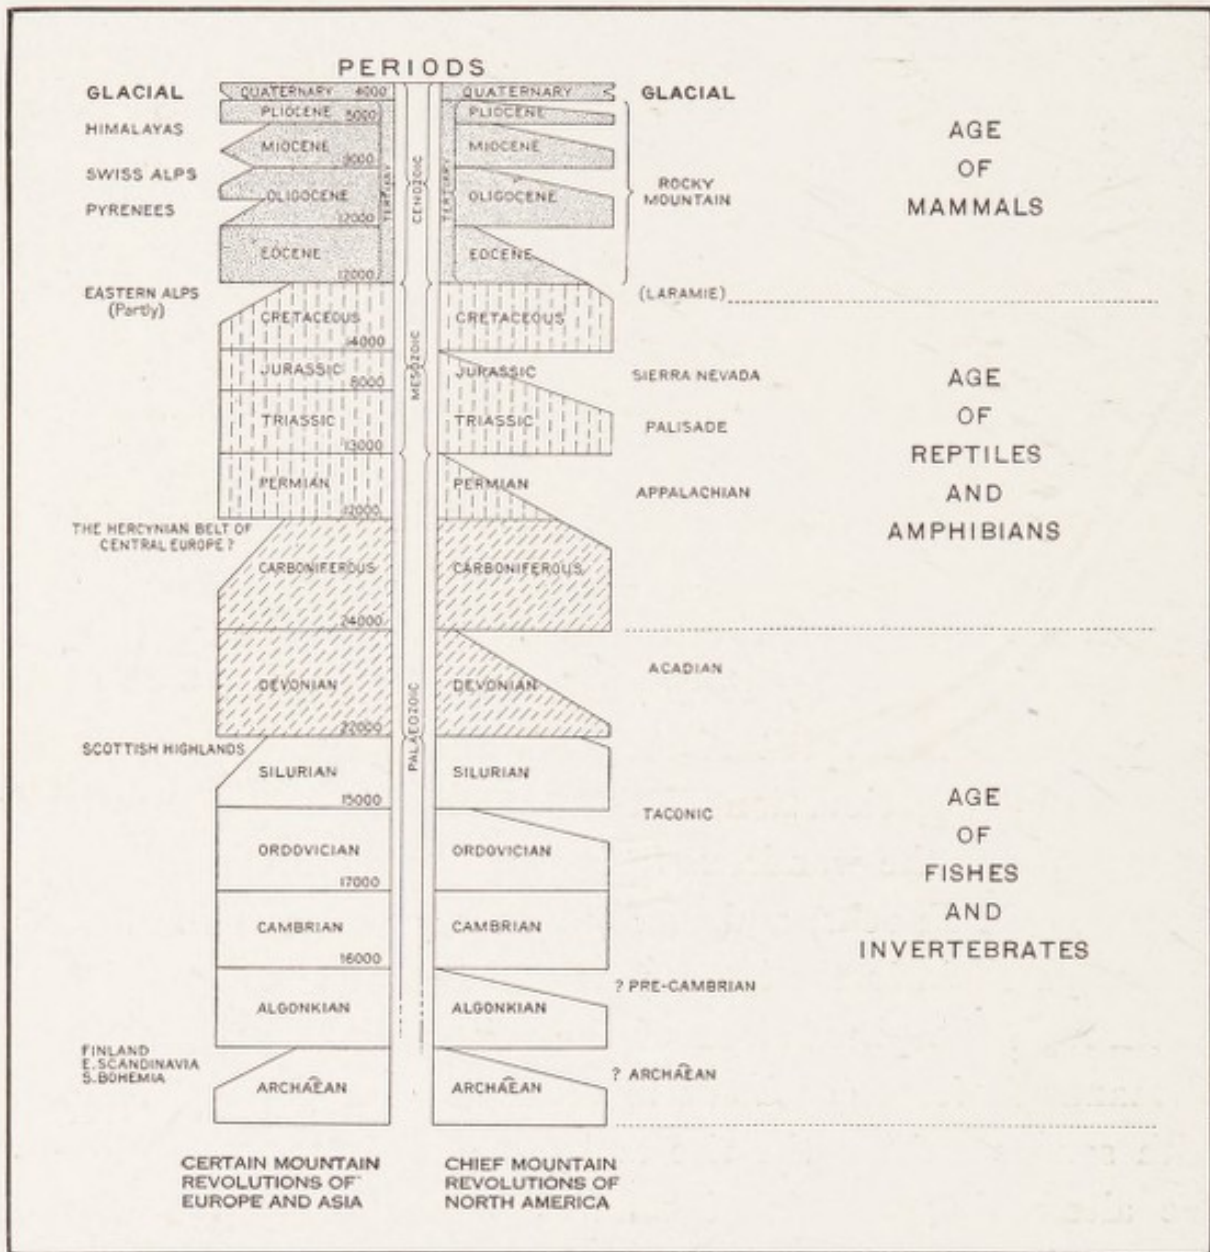 PERIODS
GLACIAL
QUATERNARY 4000
QUATERNARY
GLACIAL
PLIOCENE 5000
PLIOCENE
HIMALAYAS
MIOCENE
9000
MIOCENE
SWISS ALPS
OLIGOCENE
12000
OLIGOCENE
PYRENEES
EOCENE
12000
EOCENE
TERTIARY
CENOZOIC
TERTIARY
ROCKY
MOUNTAIN
AGE
OF
MAMMALS
EASTERN ALPS
(Partly)
(LARAMIE)
CRETACEOUS
14000
CRETACEOUS
JURASSIC
8000
JURASSIC
SIERRA NEVADA
MESOZOIC
TRIASSIC
13000
TRIASSIC
PALISADE
PERMIAN
12000
PERMIAN
APPALACHIAN
AGE
OF
REPTILES
AND
AMPHIBIANS
THE HERCYNIAN BELT OF
CENTRAL EUROPE ?
CARBONIFEROUS
24000
CARBONIFEROUS
DEVONIAN
22000
DEVONIAN
ACADIAN
PALAEOZOIC
SCOTTISH HIGHLANDS
SILURIAN
15000
SILURIAN
TACONIC
ORDOVICIAN
17000
ORDOVICIAN
CAMBRIAN
16000
CAMBRIAN
AGE
OF
FISHES
AND
INVERTEBRATES
ALGONKIAN
ALGONKIAN
? PRE-CAMBRIAN
FINLAND
E. SCANDINAVIA
S. BOHEMIA
ARCHÆAN
ARCHÆAN
? ARCHÆAN
CERTAIN MOUNTAIN
REVOLUTIONS OF
EUROPE AND ASIA
CHIEF MOUNTAIN
REVOLUTIONS OF
NORTH AMERICA